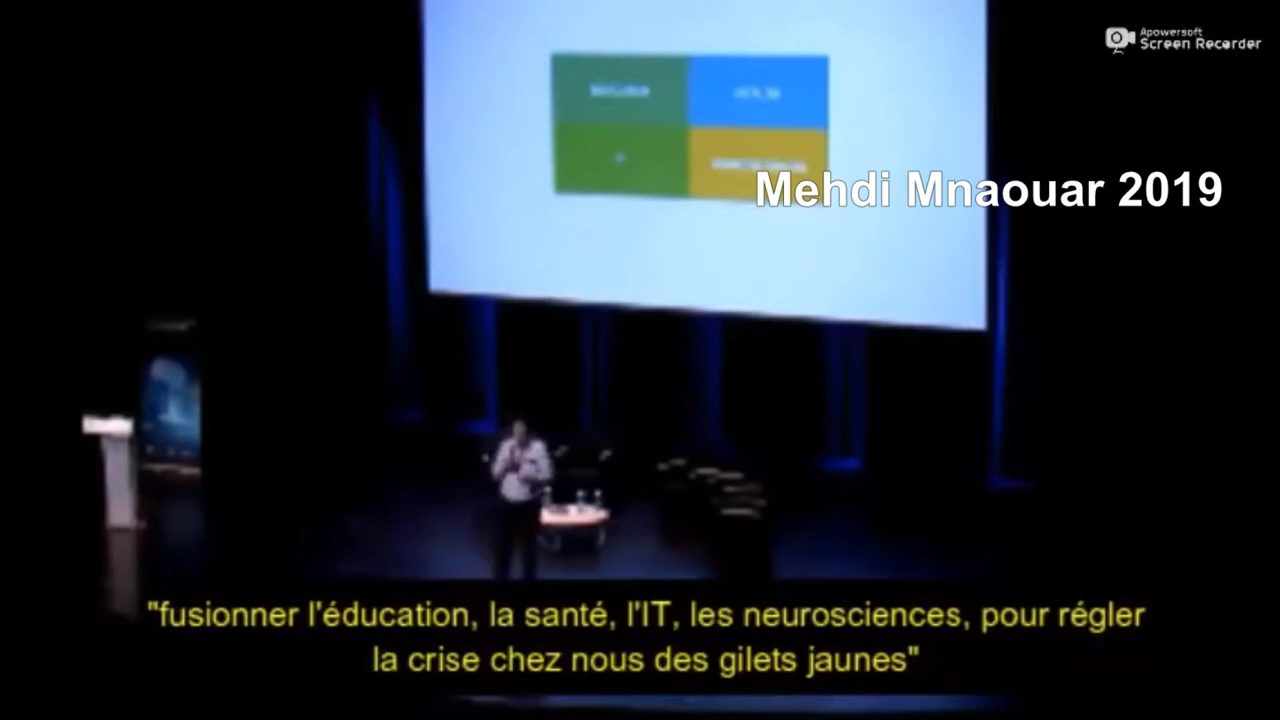 Apowersoft
Screen Recorder
Mehdi Mnaouar 2019
"fusionner l'éducation, la santé, l'IT, les neurosciences, pour régler
la crise chez nous des gilets jaunes"